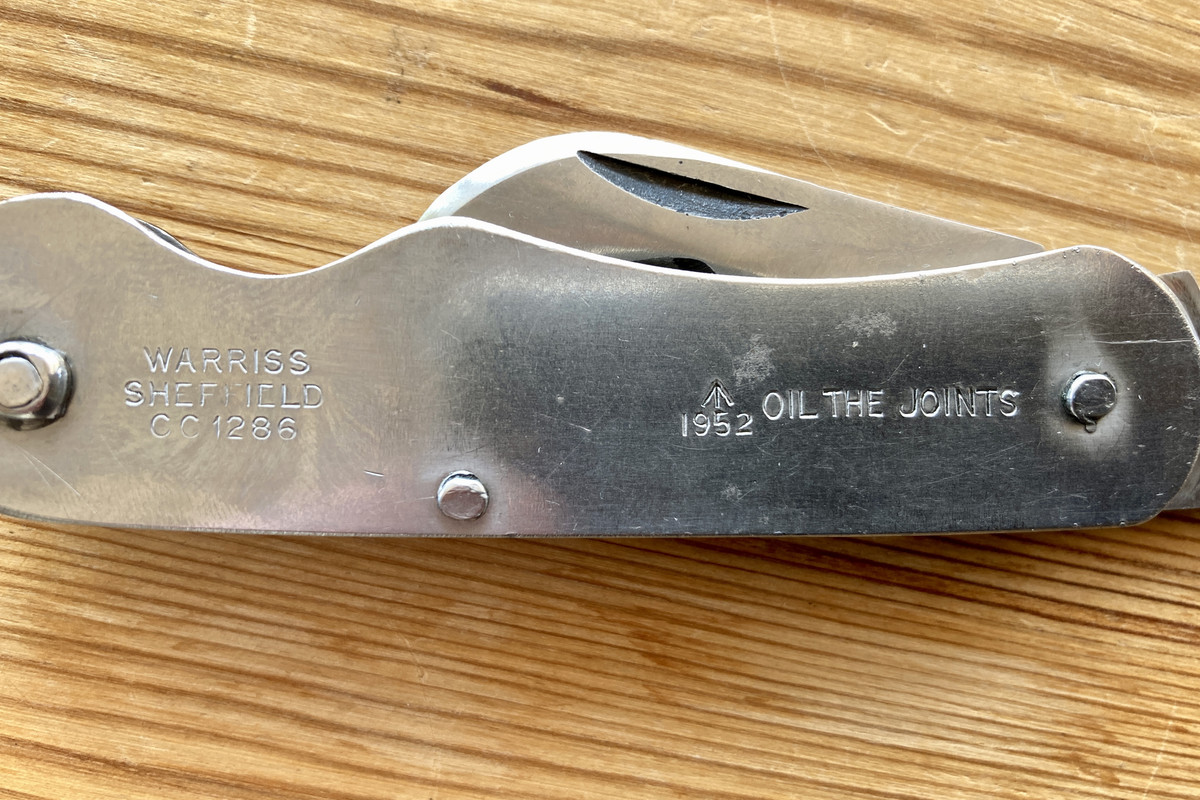 WARRISS
SHEFFIELD
CC1286
1952 OIL THE JOINTS